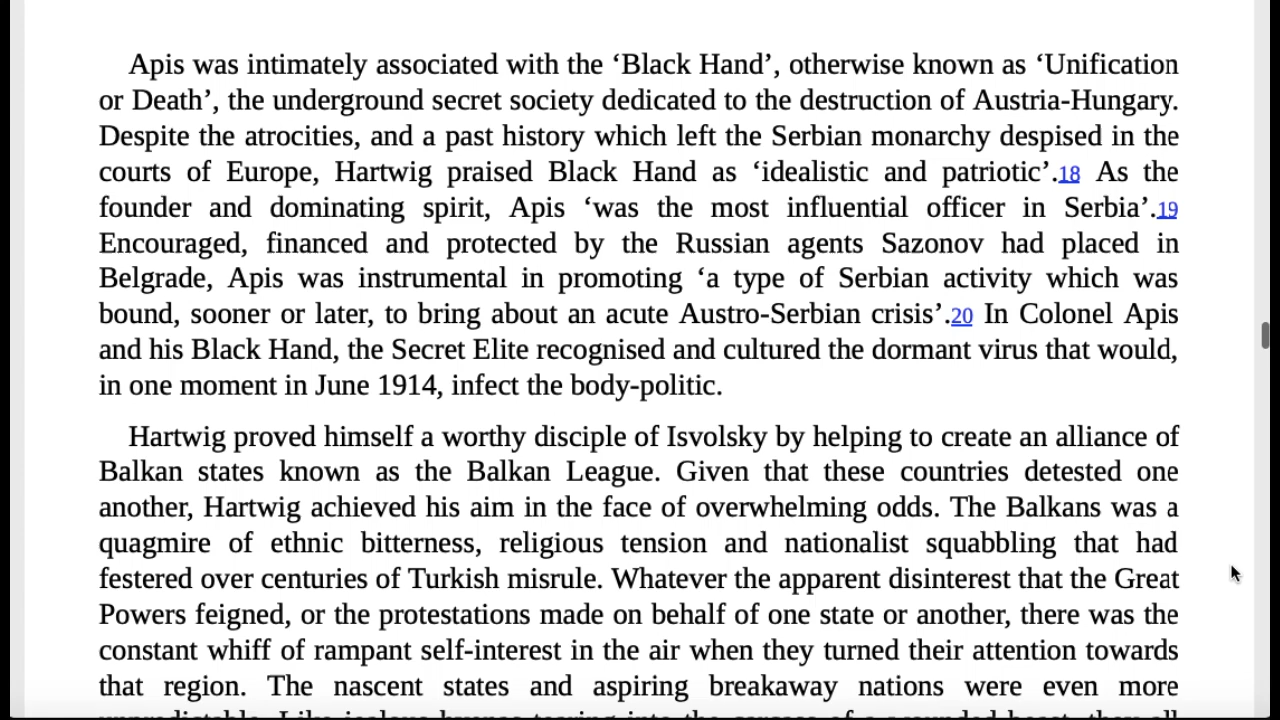 Apis was intimately associated with the ‘Black Hand’, otherwise known as ‘Unification
or Death’, the underground secret society dedicated to the destruction of Austria-Hungary.
Despite the atrocities, and a past history which left the Serbian monarchy despised in the
courts of Europe, Hartwig praised Black Hand as ‘idealistic and patriotic’.18 As the
founder and dominating spirit, Apis ‘was the most influential officer in Serbia’.19
Encouraged, financed and protected by the Russian agents Sazonov had placed in
Belgrade, Apis was instrumental in promoting ‘a type of Serbian activity which was
bound, sooner or later, to bring about an acute Austro-Serbian crisis’.20 In Colonel Apis
and his Black Hand, the Secret Elite recognised and cultured the dormant virus that would,
in one moment in June 1914, infect the body-politic.
Hartwig proved himself a worthy disciple of Isvolsky by helping to create an alliance of
Balkan states known as the Balkan League. Given that these countries detested one
another, Hartwig achieved his aim in the face of overwhelming odds. The Balkans was a
quagmire of ethnic bitterness, religious tension and nationalist squabbling that had
festered over centuries of Turkish misrule. Whatever the apparent disinterest that the Great
Powers feigned, or the protestations made on behalf of one state or another, there was the
constant whiff of rampant self-interest in the air when they turned their attention towards
that region. The nascent states and aspiring breakaway nations were even more